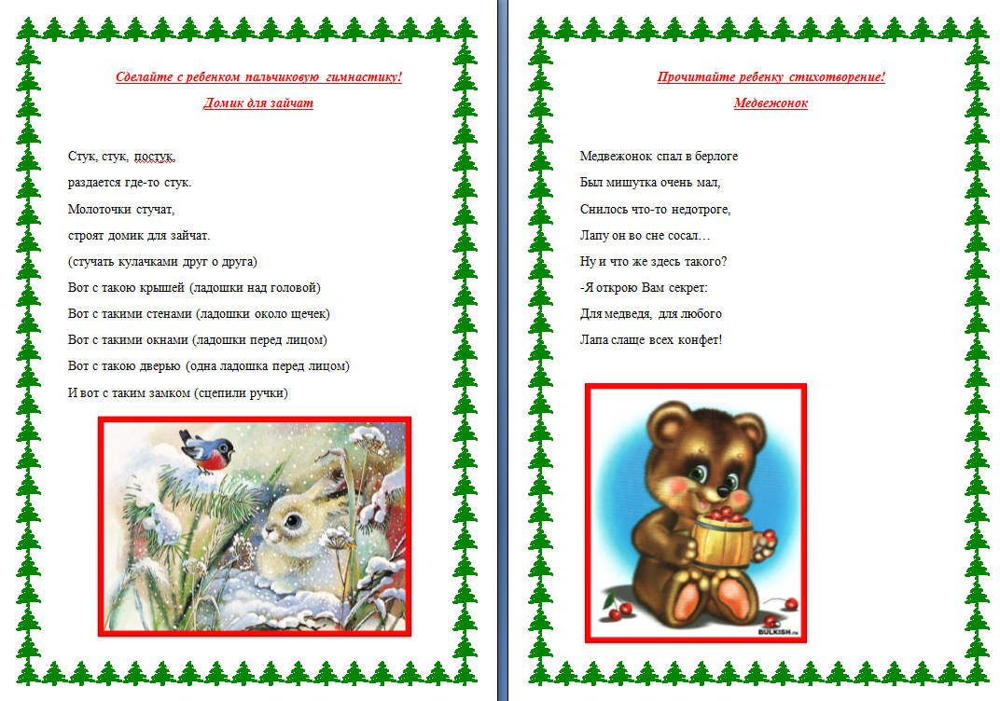 Сделайте с ребенком пальчиковую гимнастику!
Домик для зайчат
Стук, стук, постук,
раздается где-то стук.
Молоточки стучат,
строят домик для зайчат.
(стучать кулачками друг о друга)
Вот с такою крышей (ладошки над головой)
Вот с такими стенами (ладошки около щечек)
Вот с такими окнами (ладошки перед лицом)
Вот с такою дверью (одна ладошка перед лицом)
И вот с таким замком (сцепили ручки)
Прочитайте ребенку стихотворение!
Медвежонок
Медвежонок спал в берлоге
Был мишутка очень мал,
Снилось что-то недотроге,
Лапу он во сне сосал…
Ну и что же здесь такого?
-Я открою Вам секрет:
Для медведя, для любого
Лапа слаще всех конфет!
BULKISH.ru